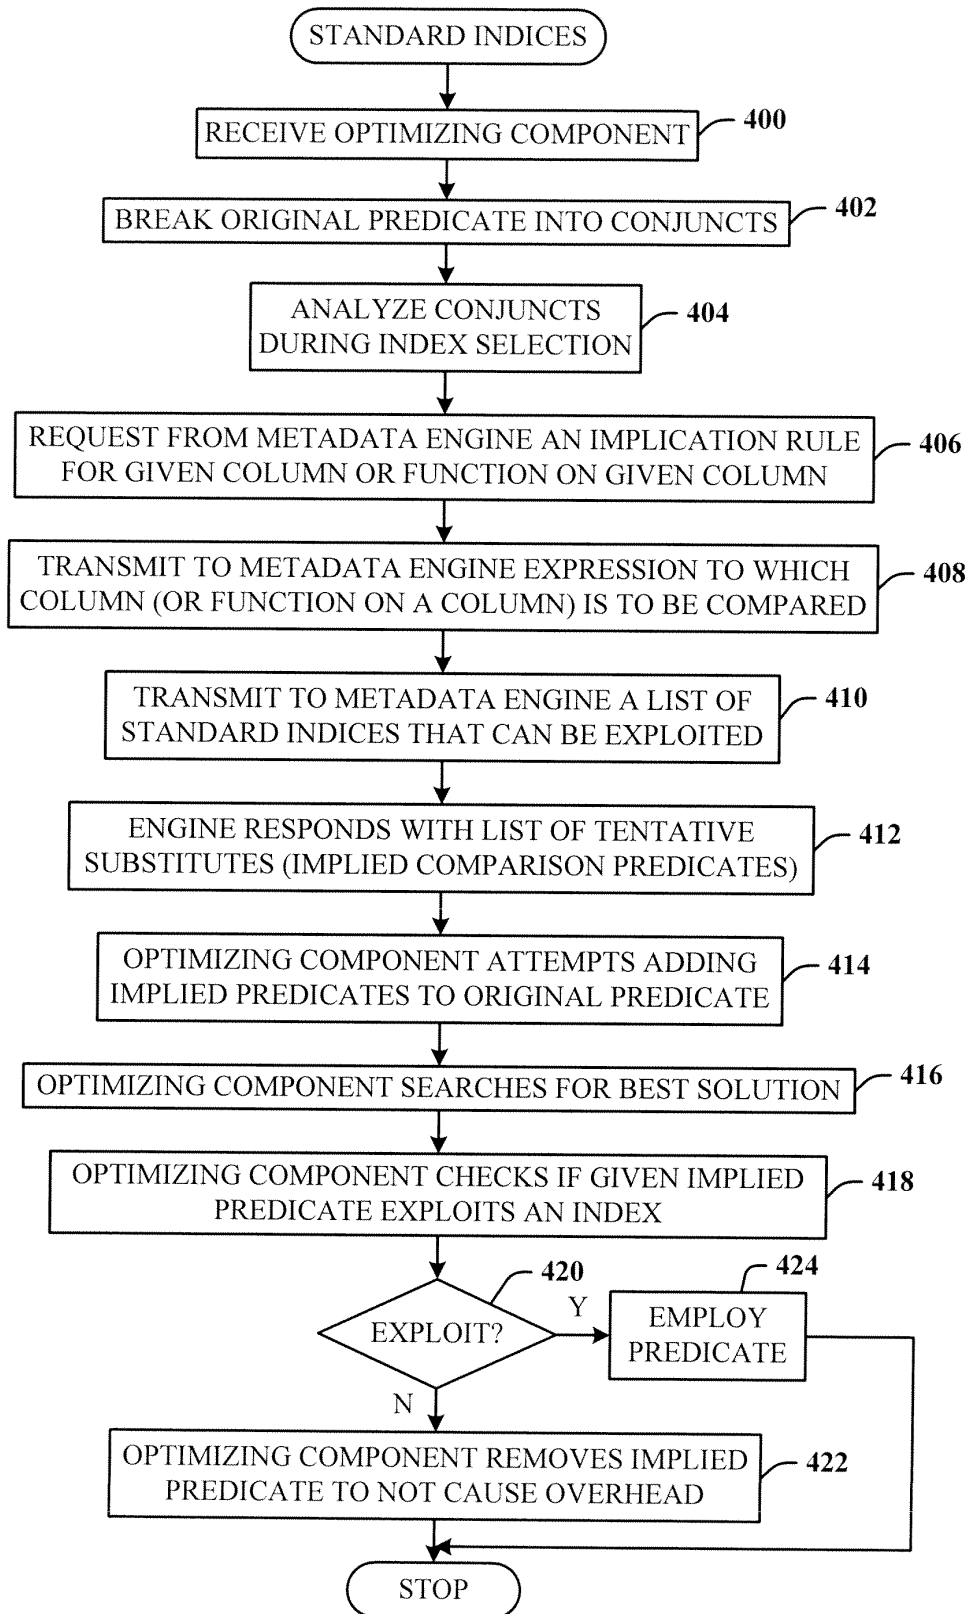 STANDARD INDICES
RECEIVE OPTIMIZING COMPONENT
400
BREAK ORIGINAL PREDICATE INTO CONJUNCTS
402
ANALYZE CONJUNCTS
DURING INDEX SELECTION
404
REQUEST FROM METADATA ENGINE AN IMPLICATION RULE
FOR GIVEN COLUMN OR FUNCTION ON GIVEN COLUMN
406
TRANSMIT TO METADATA ENGINE EXPRESSION TO WHICH
COLUMN (OR FUNCTION ON A COLUMN) IS TO BE COMPARED
408
TRANSMIT TO METADATA ENGINE A LIST OF
STANDARD INDICES THAT CAN BE EXPLOITED
410
ENGINE RESPONDS WITH LIST OF TENTATIVE
SUBSTITUTES (IMPLIED COMPARISON PREDICATES)
412
OPTIMIZING COMPONENT ATTEMPTS ADDING
IMPLIED PREDICATES TO ORIGINAL PREDICATE
414
OPTIMIZING COMPONENT SEARCHES FOR BEST SOLUTION
416
OPTIMIZING COMPONENT CHECKS IF GIVEN IMPLIED
PREDICATE EXPLOITS AN INDEX
418
EXPLOIT?
420
Y
EMPLOY
PREDICATE
424
N
OPTIMIZING COMPONENT REMOVES IMPLIED
PREDICATE TO NOT CAUSE OVERHEAD
422
STOP